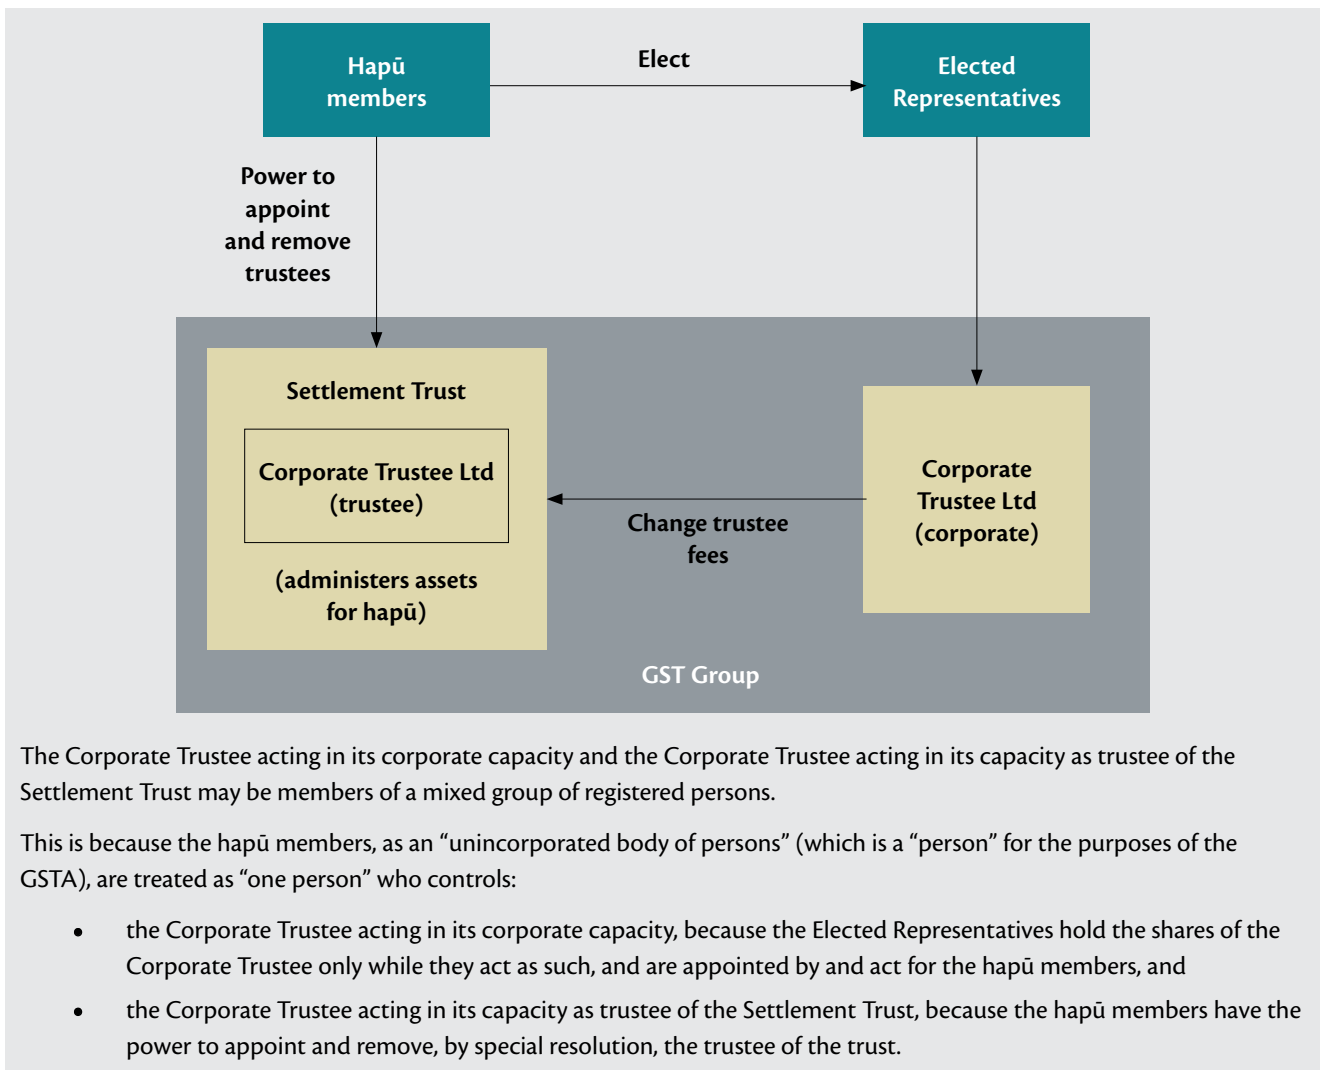 Hapū
members
Elect
Elected
Representatives
Power to
appoint
and remove
trustees
Settlement Trust
Corporate Trustee Ltd
(trustee)
(administers assets
for hapū)
Change trustee
fees
Corporate
Trustee Ltd
(corporate)
GST Group
The Corporate Trustee acting in its corporate capacity and the Corporate Trustee acting in its capacity as trustee of the
Settlement Trust may be members of a mixed group of registered persons.
This is because the hapū members, as an “unincorporated body of persons” (which is a “person” for the purposes of the
GSTA), are treated as “one person” who controls:
• the Corporate Trustee acting in its corporate capacity, because the Elected Representatives hold the shares of the
Corporate Trustee only while they act as such, and are appointed by and act for the hapū members, and
• the Corporate Trustee acting in its capacity as trustee of the Settlement Trust, because the hapū members have the
power to appoint and remove, by special resolution, the trustee of the trust.